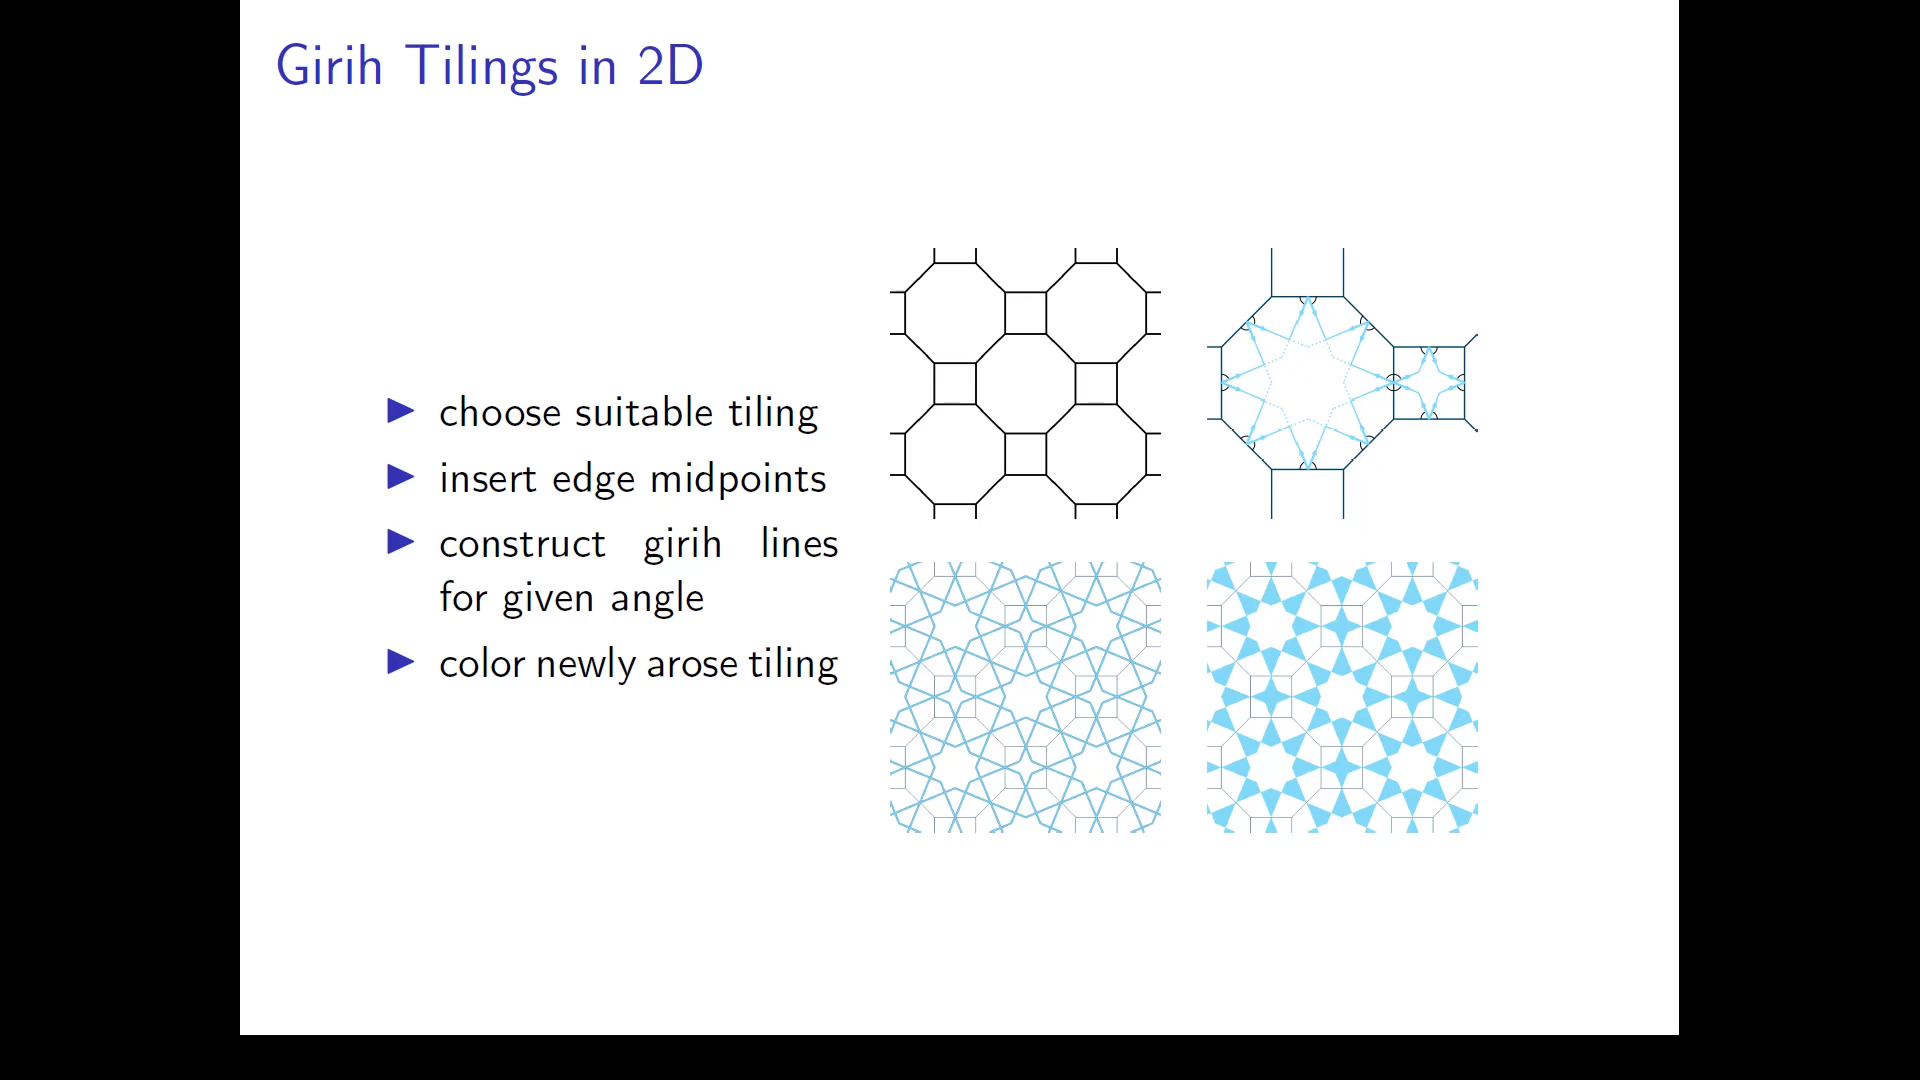 Girih Tilings in 2D
▶ choose suitable tiling
▶ insert edge midpoints
▶ construct girih lines
for given angle
▶ color newly arose tiling